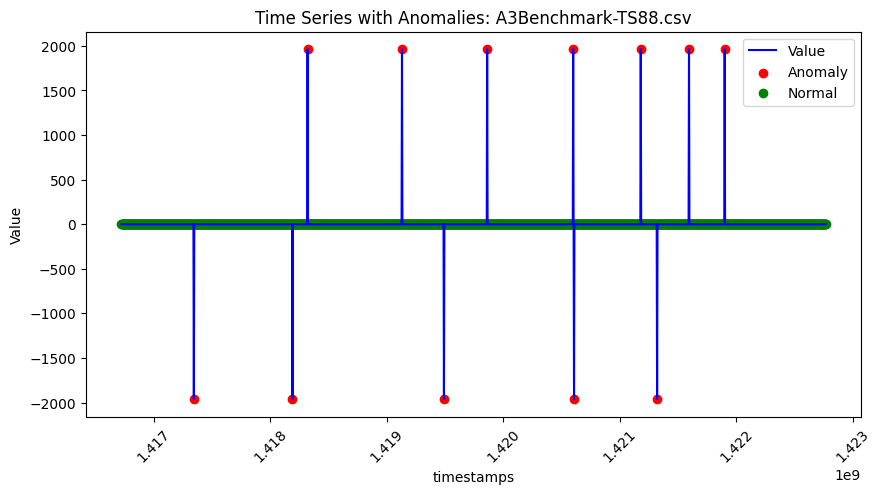 Time Series with Anomalies: A3Benchmark-TS88.csv
Value
Anomaly
Normal
2000
1500
1000
500
0
−500
−1000
−1500
−2000
Value
1.417
1.418
1.419
1.420
1.421
1.422
1.423
1e9
timestamps